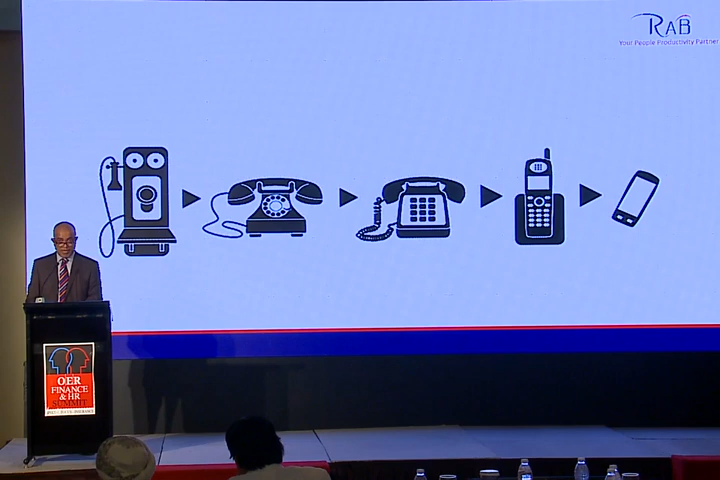 RAB
Your People Productivity Partner
OER
FINANCE
& HR
SUMMIT